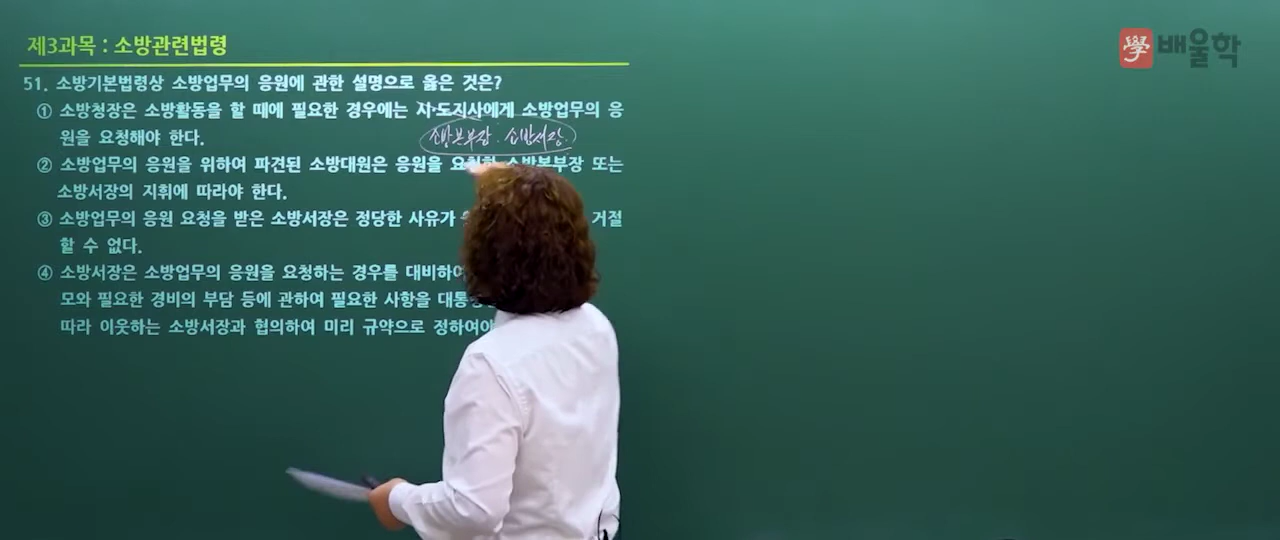 제3과목 : 소방관련법령
學 배울학
51. 소방기본법령상 소방업무의 응원에 관한 설명으로 옳은 것은?
① 소방청장은 소방활동을 할 때에 필요한 경우에는 시·도지사에게 소방업무의 응
원을 요청해야 한다.
소방본부장 · 소방서장
② 소방업무의 응원을 위하여 파견된 소방대원은 응원을 요청한 소방본부장 또는
소방서장의 지휘에 따라야 한다.
③ 소방업무의 응원 요청을 받은 소방서장은 정당한 사유가 거절
할 수 없다.
④ 소방서장은 소방업무의 응원을 요청하는 경우를 대비하여
모와 필요한 경비의 부담 등에 관하여 필요한 사항을
따라 이웃하는 소방서장과 협의하여 미리 규약으로 정하여야